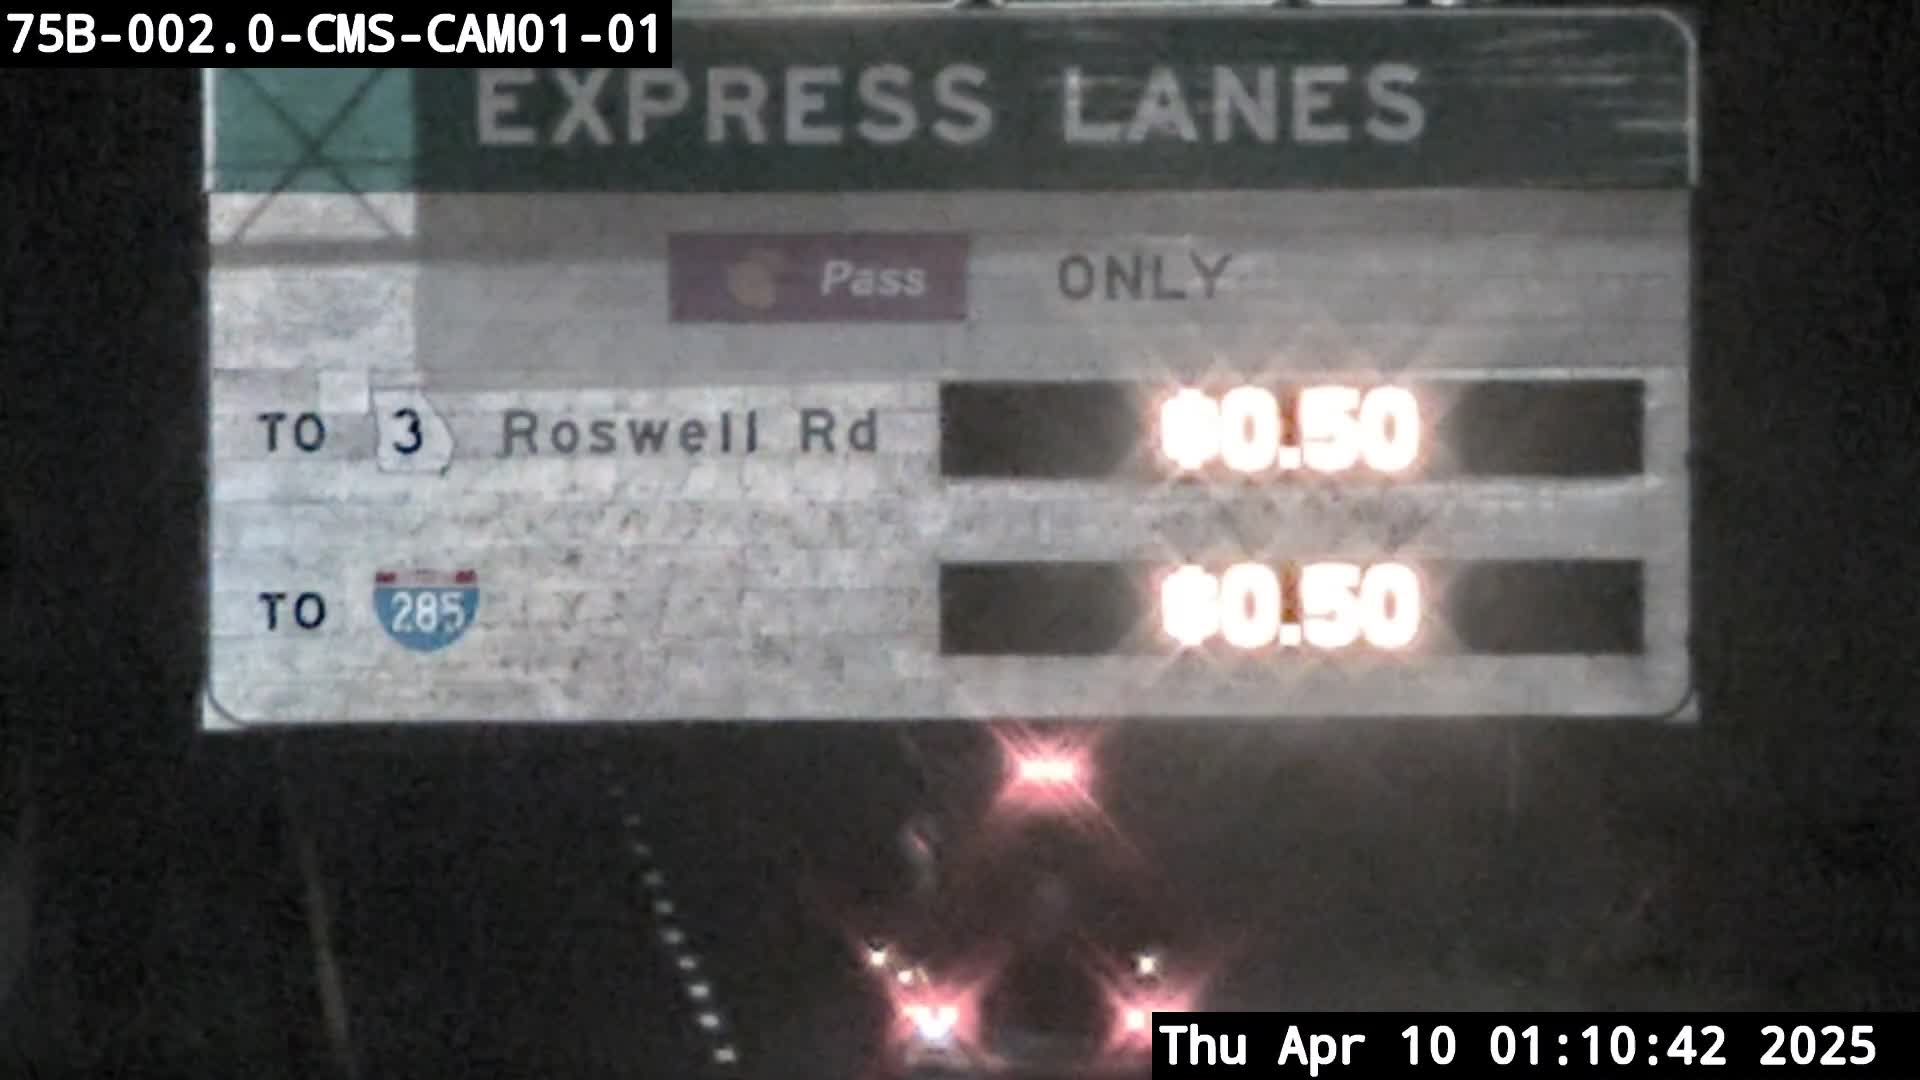 75B-002.0-CMS-CAM01-01
EXPRESS LANES
Pass ONLY
TO 3 Roswell Rd $0.50
TO 285 $0.50
Thu Apr 10 01:10:42 2025